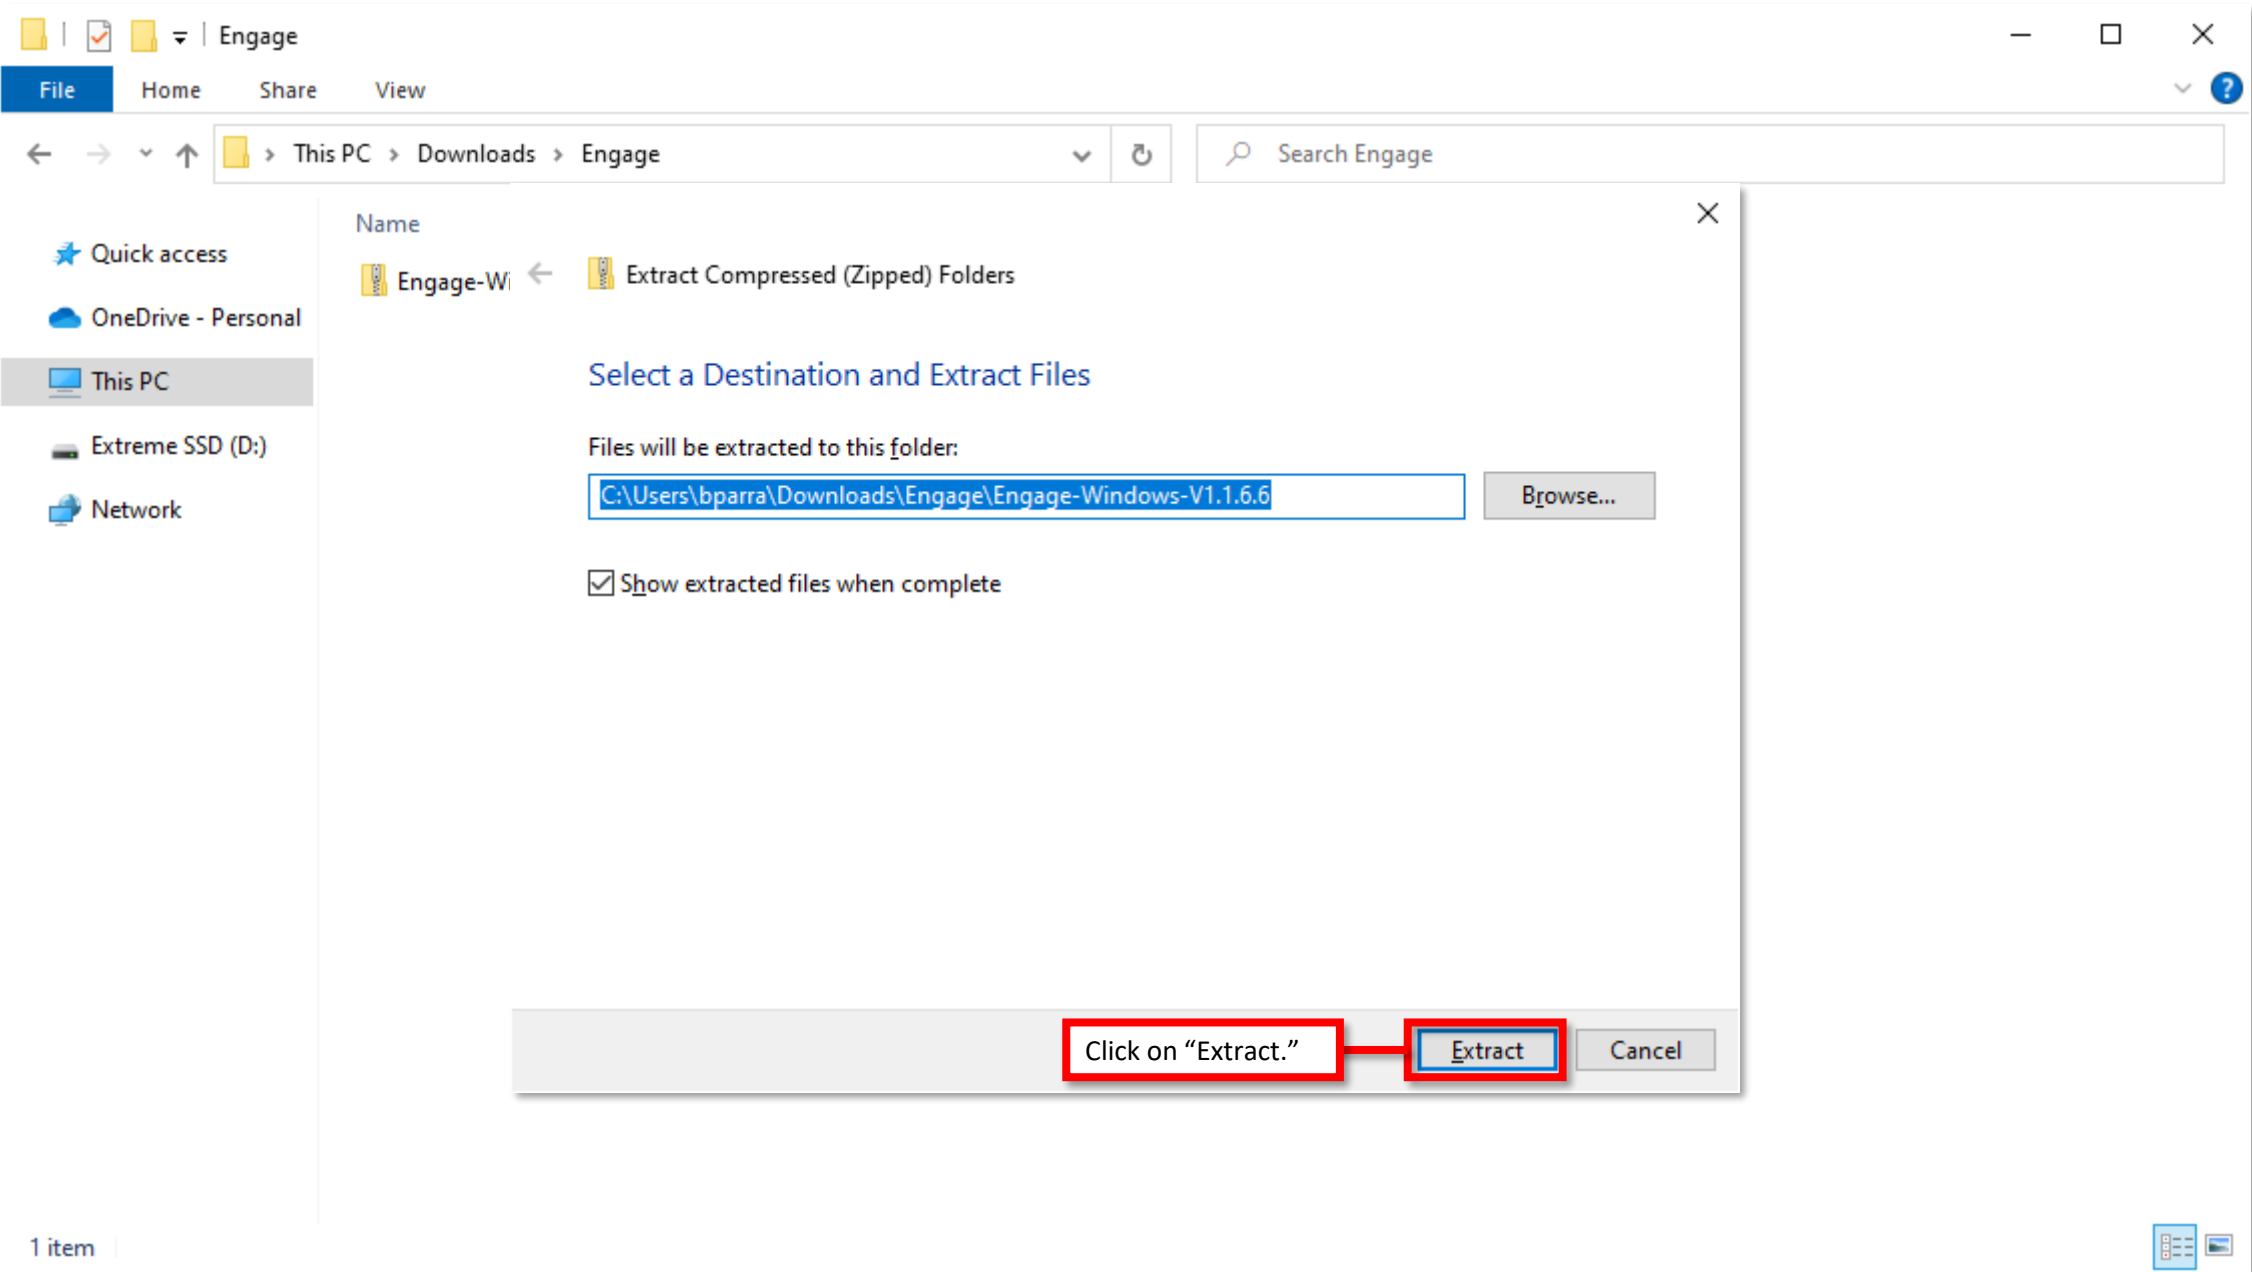 Engage
File Home Share View
This PC > Downloads > Engage
Search Engage
Name
Quick access
Engage-Wi
Extract Compressed (Zipped) Folders
OneDrive - Personal
Select a Destination and Extract Files
This PC
Files will be extracted to this folder:
Extreme SSD (D:)
C:\Users\bparra\Downloads\Engage\Engage-Windows-V1.1.6.6
Browse...
Network
Show extracted files when complete
Click on “Extract.”
Extract
Cancel
1 item